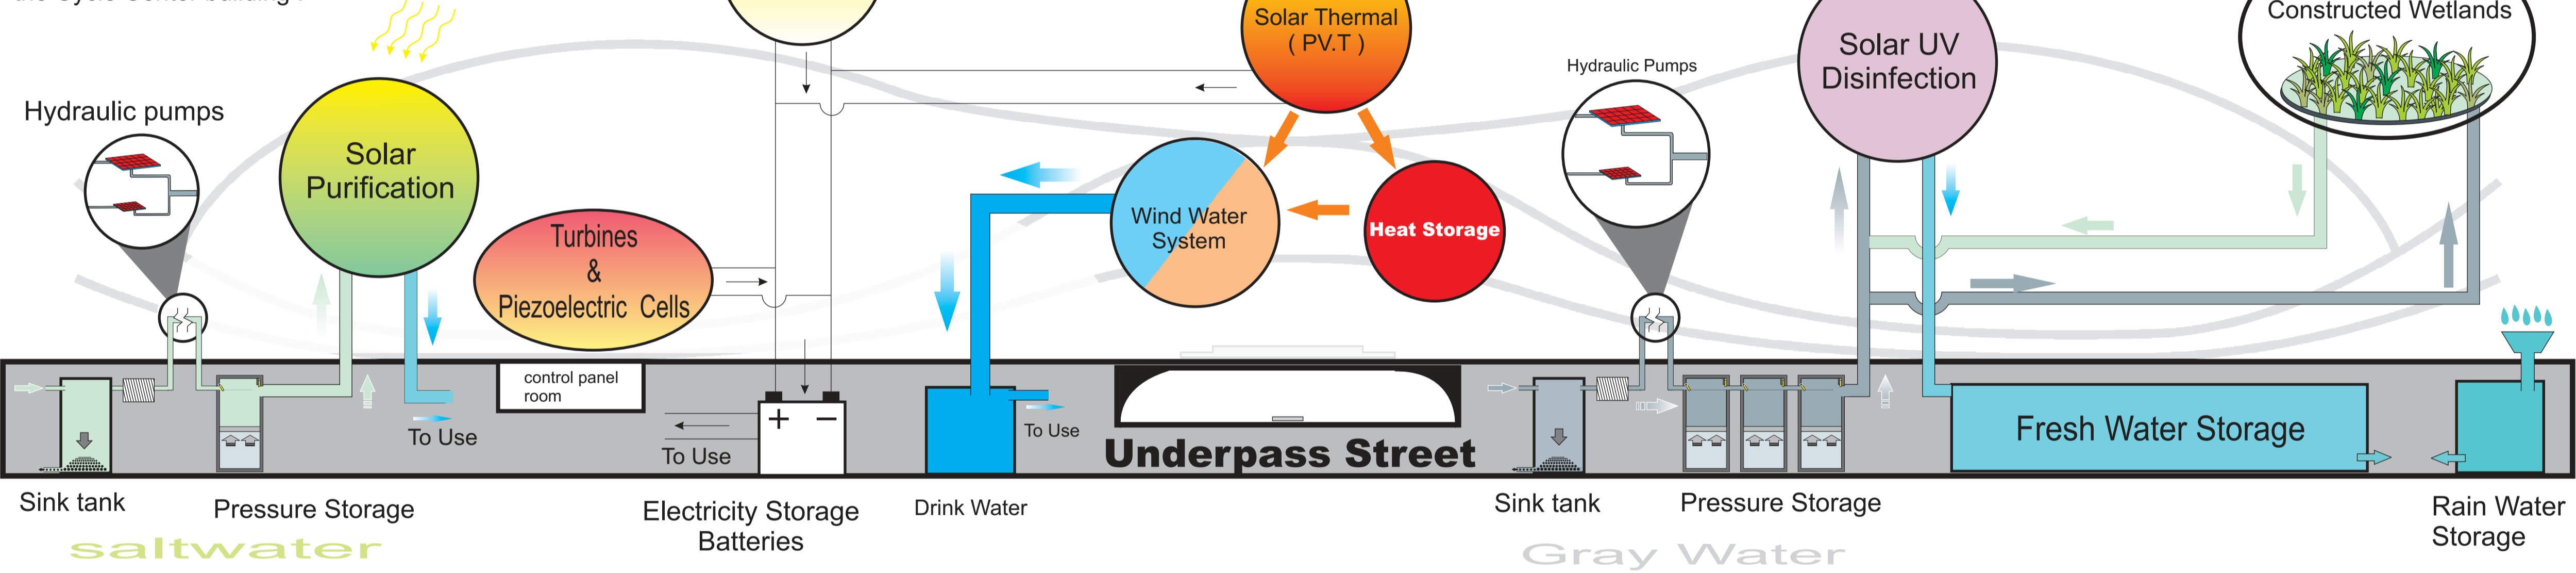 Solar Thermal
( PV.T )
Constructed Wetlands
Solar UV
Disinfection
Hydraulic Pumps
Hydraulic pumps
Solar
Purification
Wind Water
System
Heat Storage
Turbines
&
Piezoelectric Cells
control panel
room
To Use
+ −
To Use
To Use
Underpass Street
Fresh Water Storage
Sink tank
Pressure Storage
Electricity Storage
Batteries
Drink Water
Sink tank
Pressure Storage
Rain Water
Storage
saltwater
Gray Water